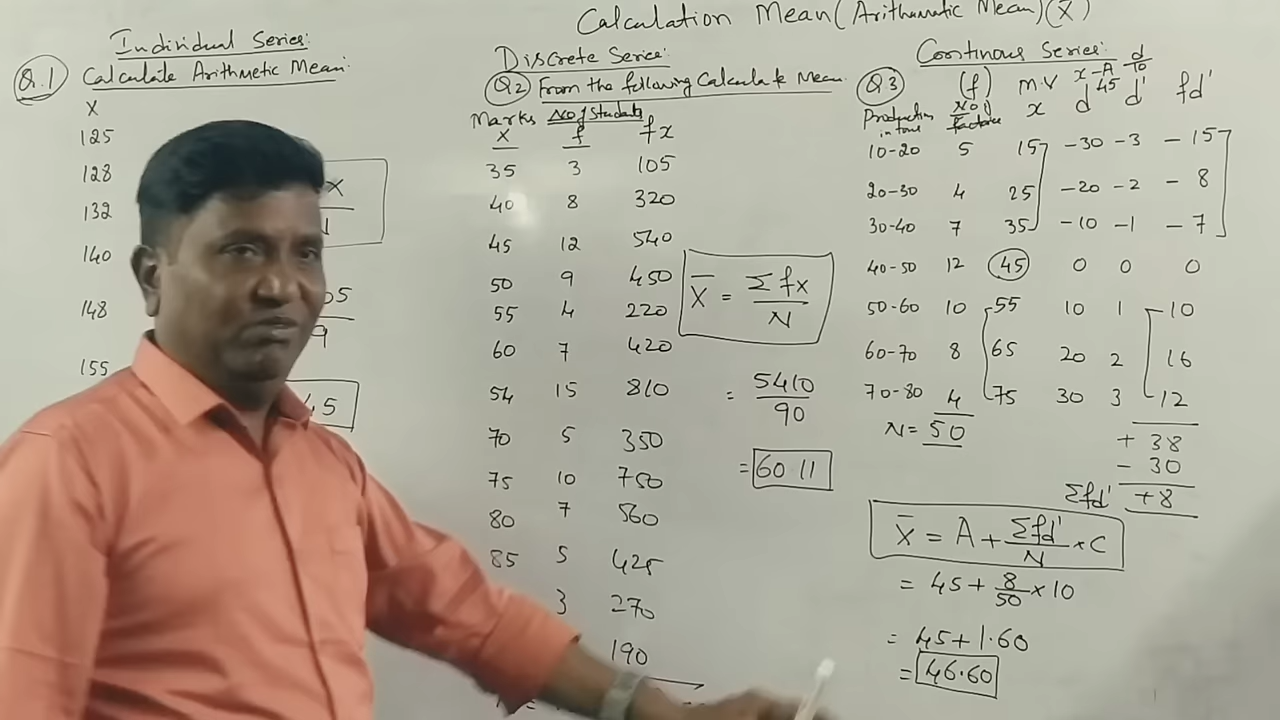 Calculation Mean (Arithematic Mean) (X̄)
Individual Series:
Q.1) Calculate Arithmetic Mean:
X
125
128
132
140
148
155
X
05
9
45
Discrete Series:
Q2) From the following Calculate Mean.
Marks No of Students
X f fx
35 3 105
40 8 320
45 12 540
50 9 450
55 4 220
60 7 420
54 15 810
70 5 350
75 10 750
80 7 560
85 5 425
3 270
190
X̄ = Σfx / N
= 5410 / 90
= 60.11
Continous Series:
Q3 (f) m.v x-A d/10
45
Production in tons No of factories x d d' fd'
10-20 5 15 -30 -3 -15
20-30 4 25 -20 -2 -8
30-40 7 35 -10 -1 -7
40-50 12 45 0 0 0
50-60 10 55 10 1 10
60-70 8 65 20 2 16
70-80 4 75 30 3 12
N = 50
+ 38
- 30
Σfd' +8
X̄ = A + Σfd' / N × C
= 45 + 8/50 × 10
= 45 + 1.60
= 46.60